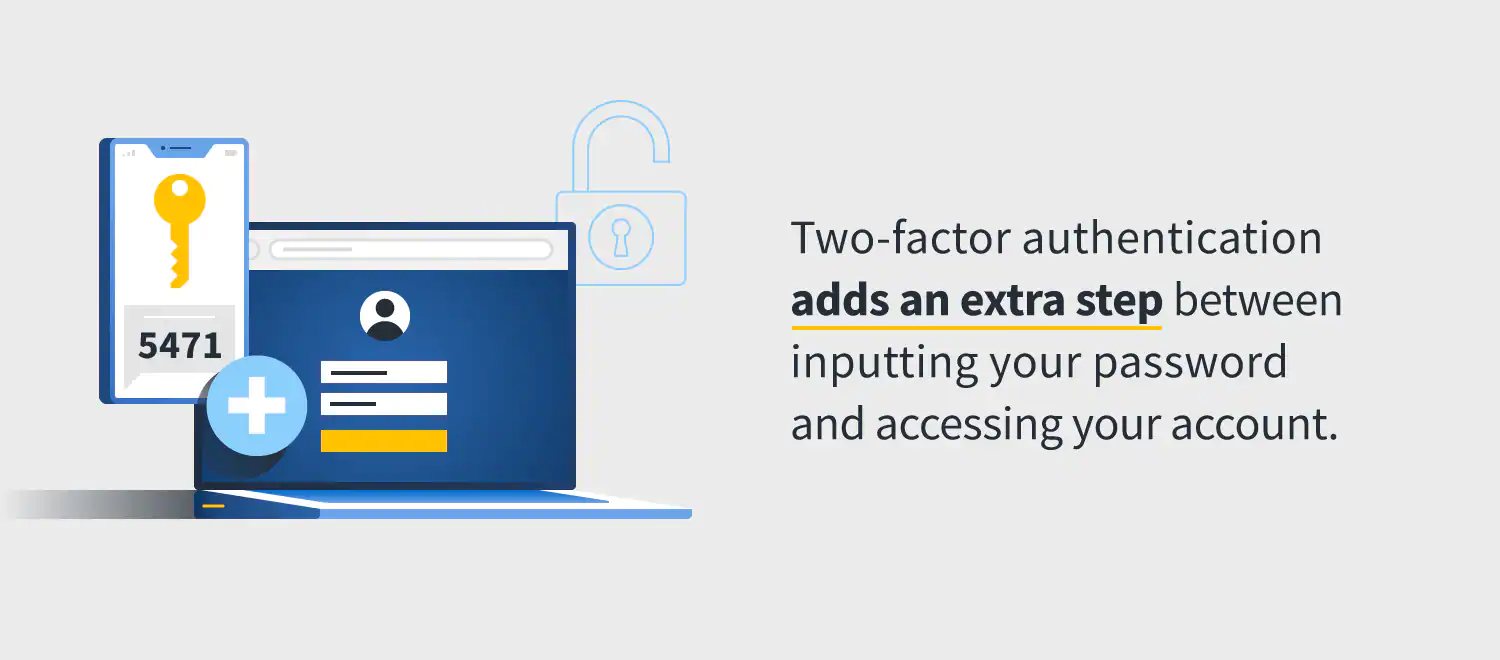 5471
Two-factor authentication
adds an extra step between
inputting your password
and accessing your account.